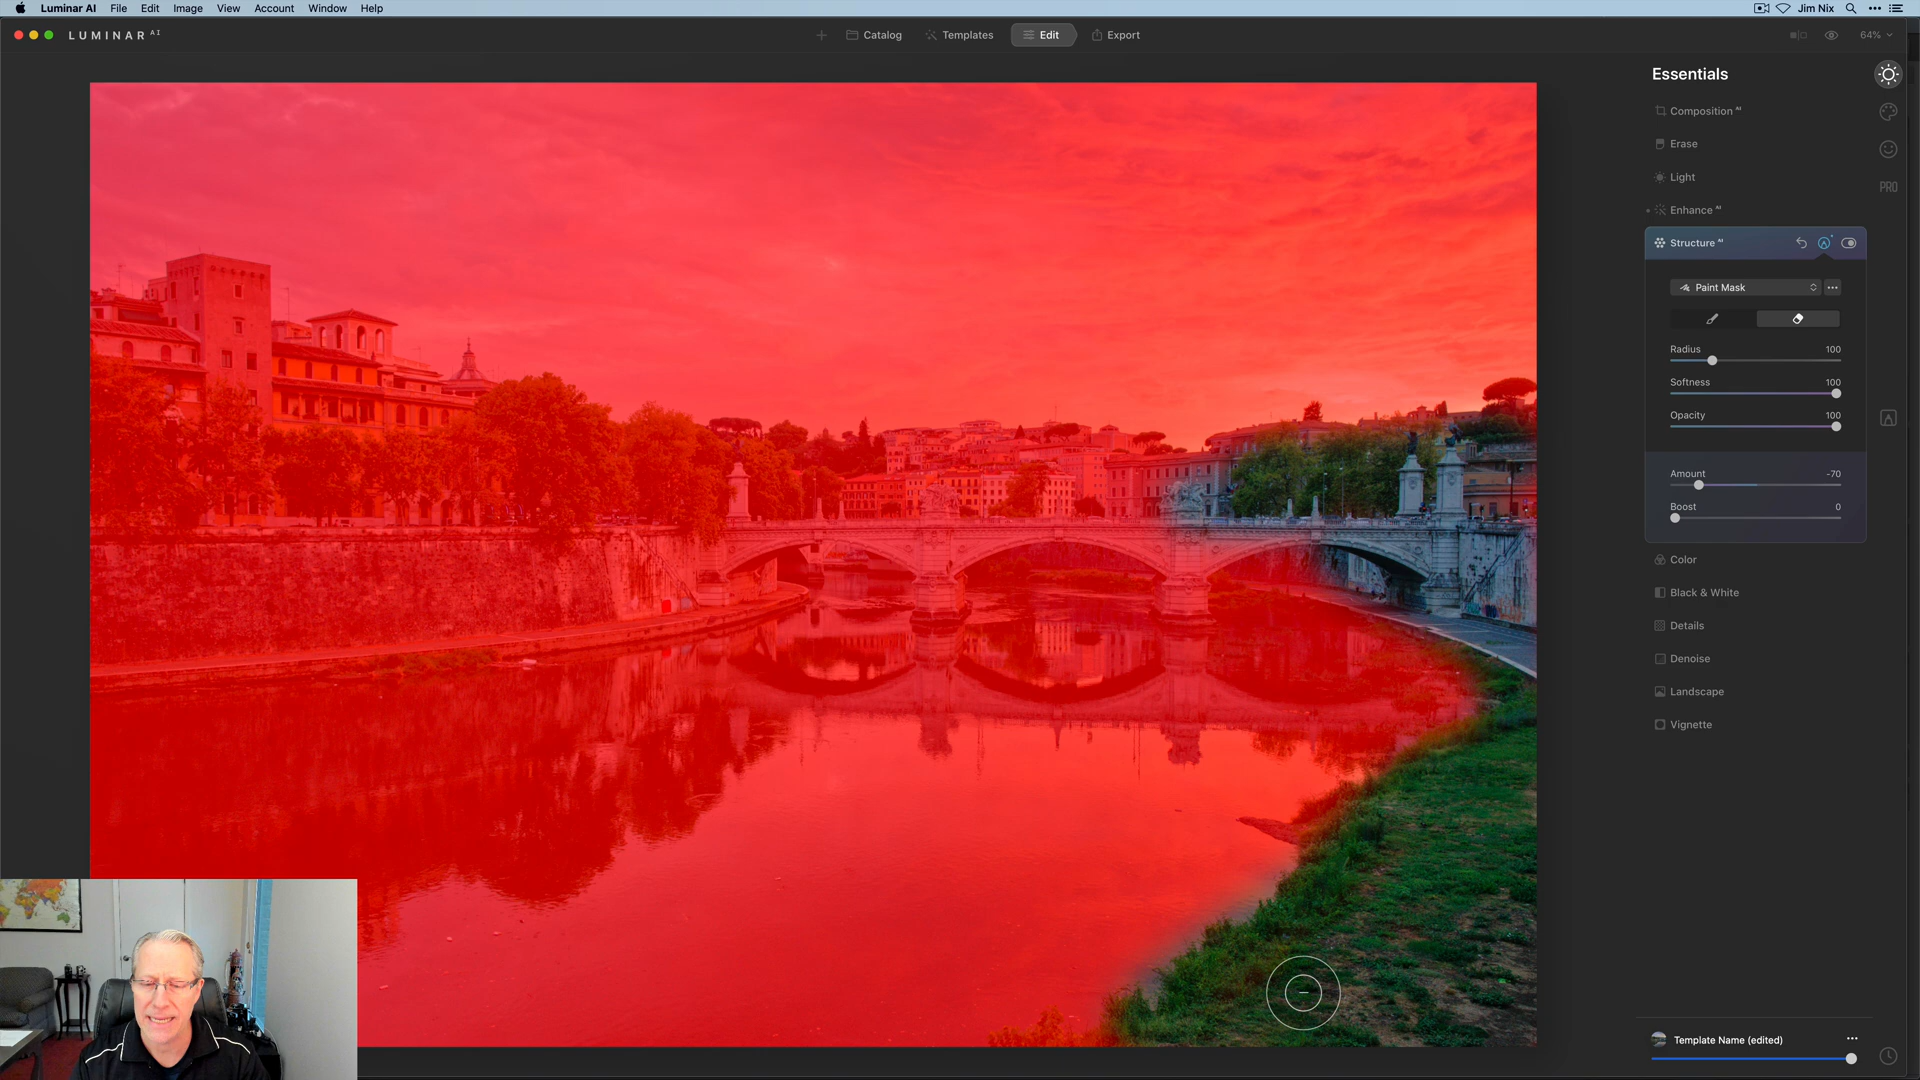 Luminar AI File Edit Image View Account Window Help Jim Nix
LUMINAR AI
Catalog Templates Edit Export 64%
Essentials
Composition AI
Erase
Light
PRO
Enhance AI
Structure AI
Paint Mask
Radius 100
Softness 100
Opacity 100
Amount -70
Boost 0
Color
Black & White
Details
Denoise
Landscape
Vignette
Template Name (edited)